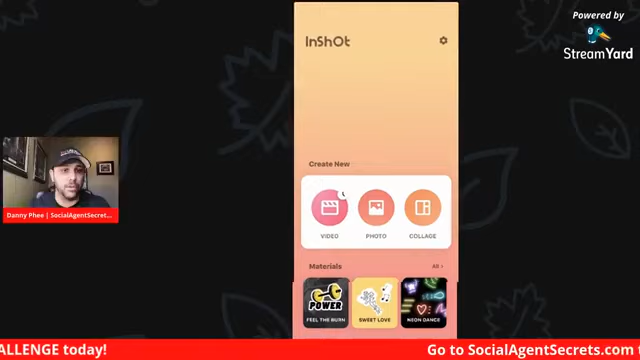 Powered by
StreamYard
InShOt
Create New
VIDEO
PHOTO
COLLAGE
Materials
All ›
POWER
FEEL THE BURN
SWEET LOVE
NEON DANCE
Danny Phee | SocialAgentSecret...
ALLENGE today!
Go to SocialAgentSecrets.com t